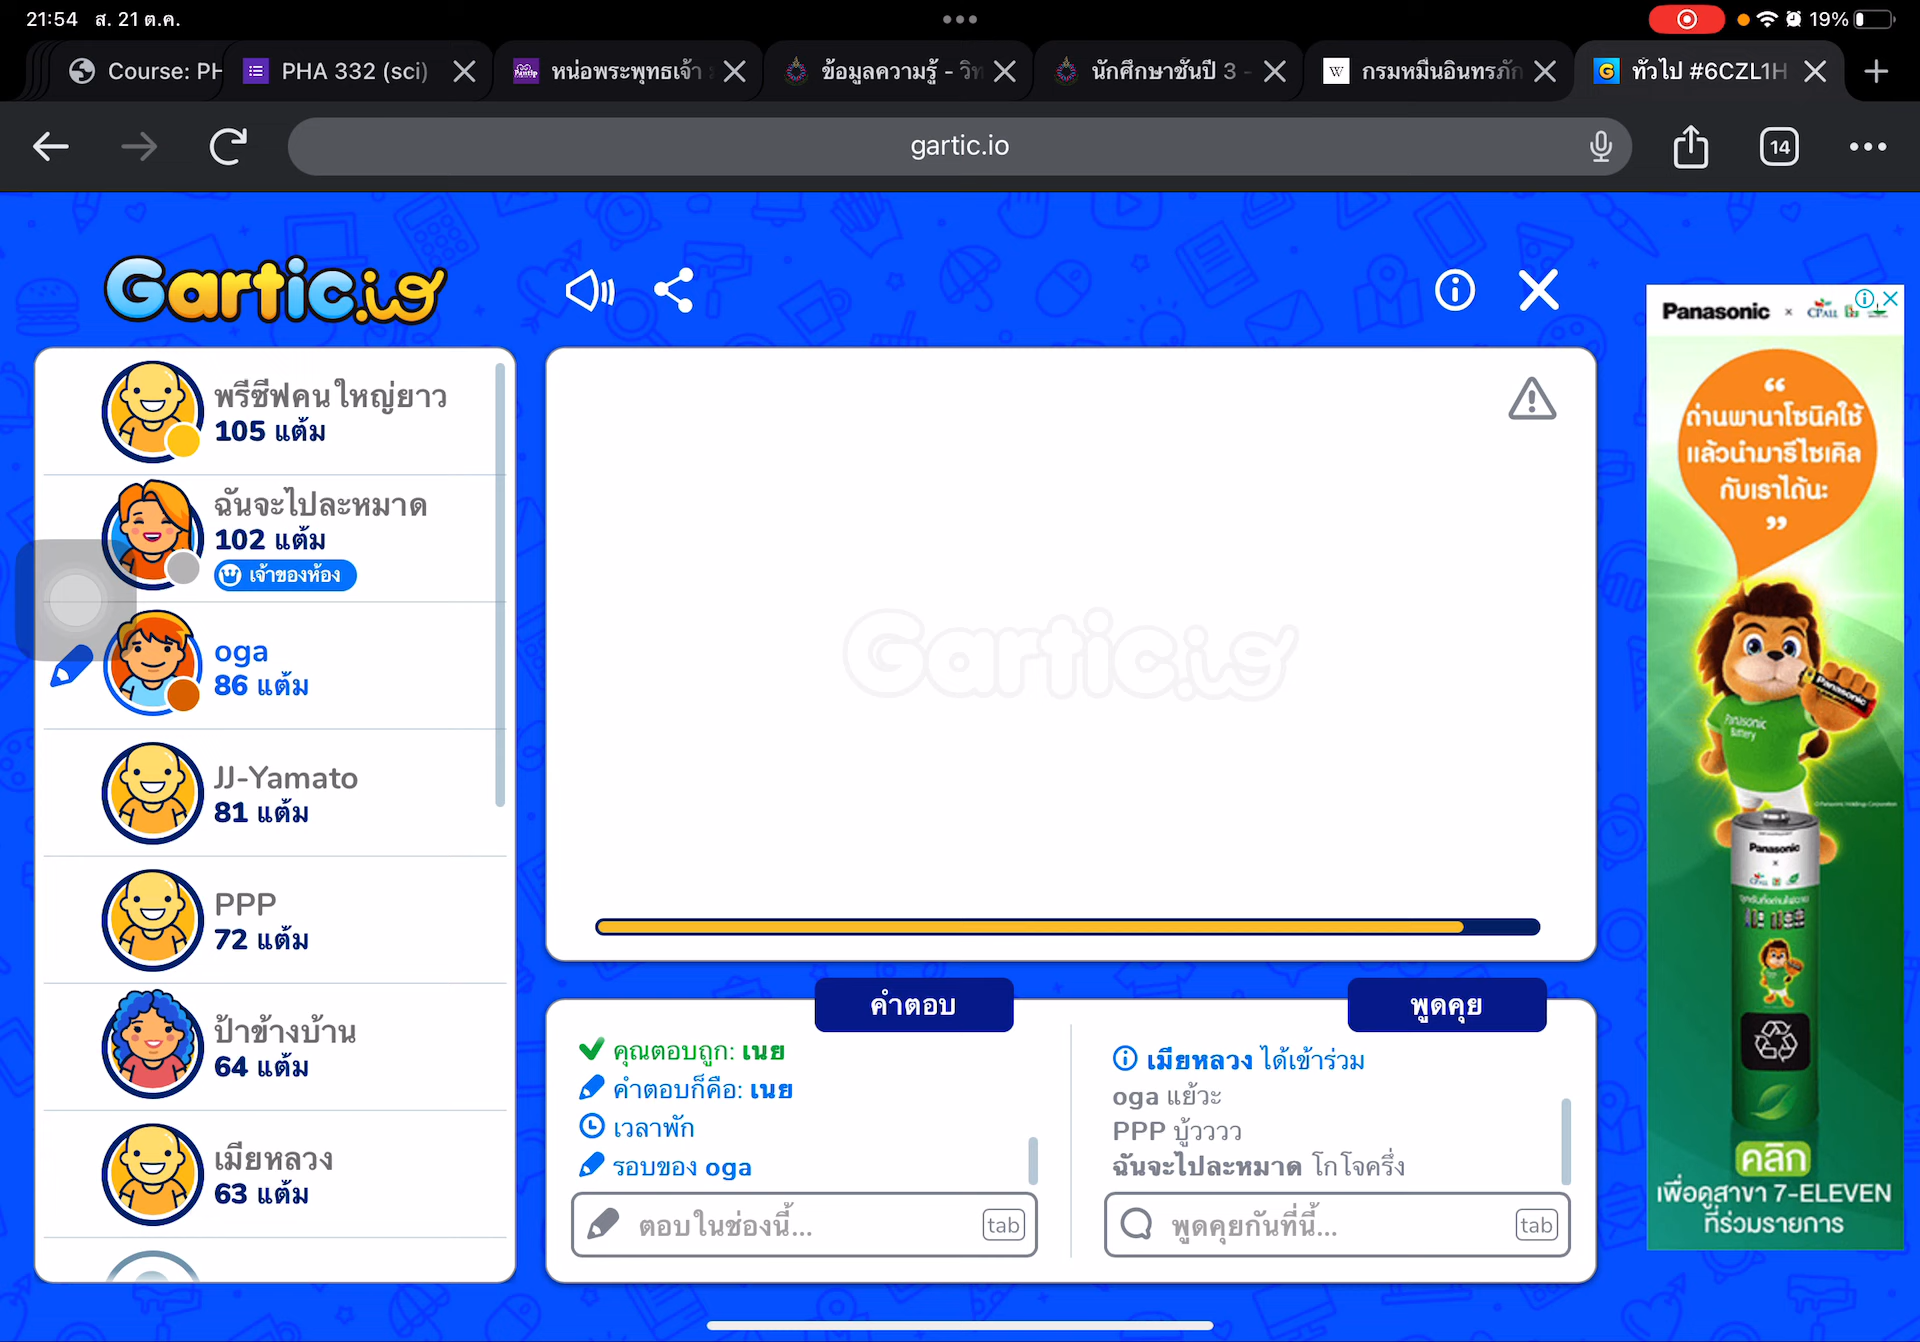 21:54 ส. 21 ต.ค.
19%
Course: PH
PHA 332 (sci)
หน่อพระพุทธเจ้า
ข้อมูลความรู้ - วิท
นักศึกษาชั้นปี 3 -
W กรมหมื่นอินทรภัก
G ทั่วไป #6CZL1H
gartic.io
14
Gartic.io
พรีซีฟคนใหญ่ยาว
105 แต้ม
ฉันจะไปละหมาด
102 แต้ม
เจ้าของห้อง
oga
86 แต้ม
JJ-Yamato
81 แต้ม
PPP
72 แต้ม
ป้าข้างบ้าน
64 แต้ม
เมียหลวง
63 แต้ม
Gartic.io
คำตอบ
คุณตอบถูก: เนย
คำตอบก็คือ: เนย
เวลาพัก
รอบของ oga
ตอบในช่องนี้...
tab
พูดคุย
เมียหลวง ได้เข้าร่วม
oga แย้วะ
PPP บู้วววว
ฉันจะไปละหมาด โกโจครึ่ง
พูดคุยกันที่นี้...
tab
Panasonic × CPALL
“
ถ่านพานาโซนิคใช้
แล้วนำมารีไซเคิล
กับเราได้นะ
”
Panasonic
Panasonic
Battery
Panasonic
×
คลิก
เพื่อดูสาขา 7-ELEVEN
ที่ร่วมรายการ